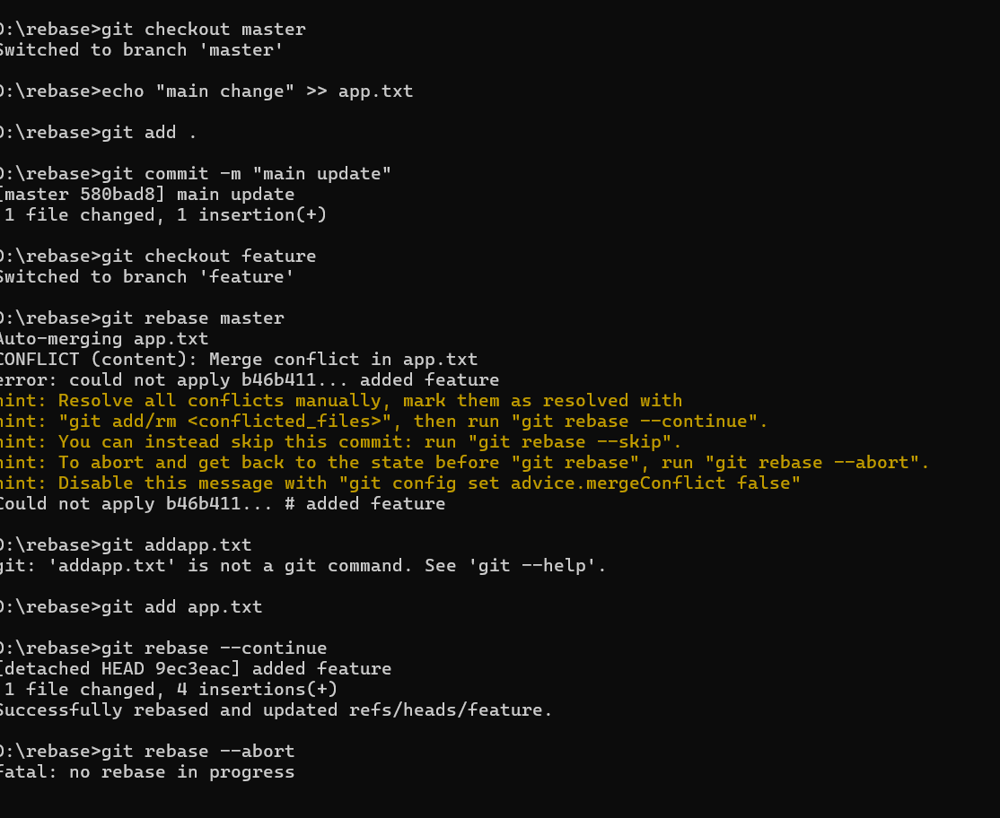 D:\rebase>git checkout master
Switched to branch 'master'
D:\rebase>echo "main change" >> app.txt
D:\rebase>git add .
D:\rebase>git commit -m "main update"
[master 580bad8] main update
1 file changed, 1 insertion(+)
D:\rebase>git checkout feature
Switched to branch 'feature'
D:\rebase>git rebase master
Auto-merging app.txt
CONFLICT (content): Merge conflict in app.txt
error: could not apply b46b411... added feature
hint: Resolve all conflicts manually, mark them as resolved with
hint: "git add/rm <conflicted_files>", then run "git rebase --continue".
hint: You can instead skip this commit: run "git rebase --skip".
hint: To abort and get back to the state before "git rebase", run "git rebase --abort".
hint: Disable this message with "git config set advice.mergeConflict false"
Could not apply b46b411... # added feature
D:\rebase>git addapp.txt
git: 'addapp.txt' is not a git command. See 'git --help'.
D:\rebase>git add app.txt
D:\rebase>git rebase --continue
[detached HEAD 9ec3eac] added feature
1 file changed, 4 insertions(+)
Successfully rebased and updated refs/heads/feature.
D:\rebase>git rebase --abort
fatal: no rebase in progress